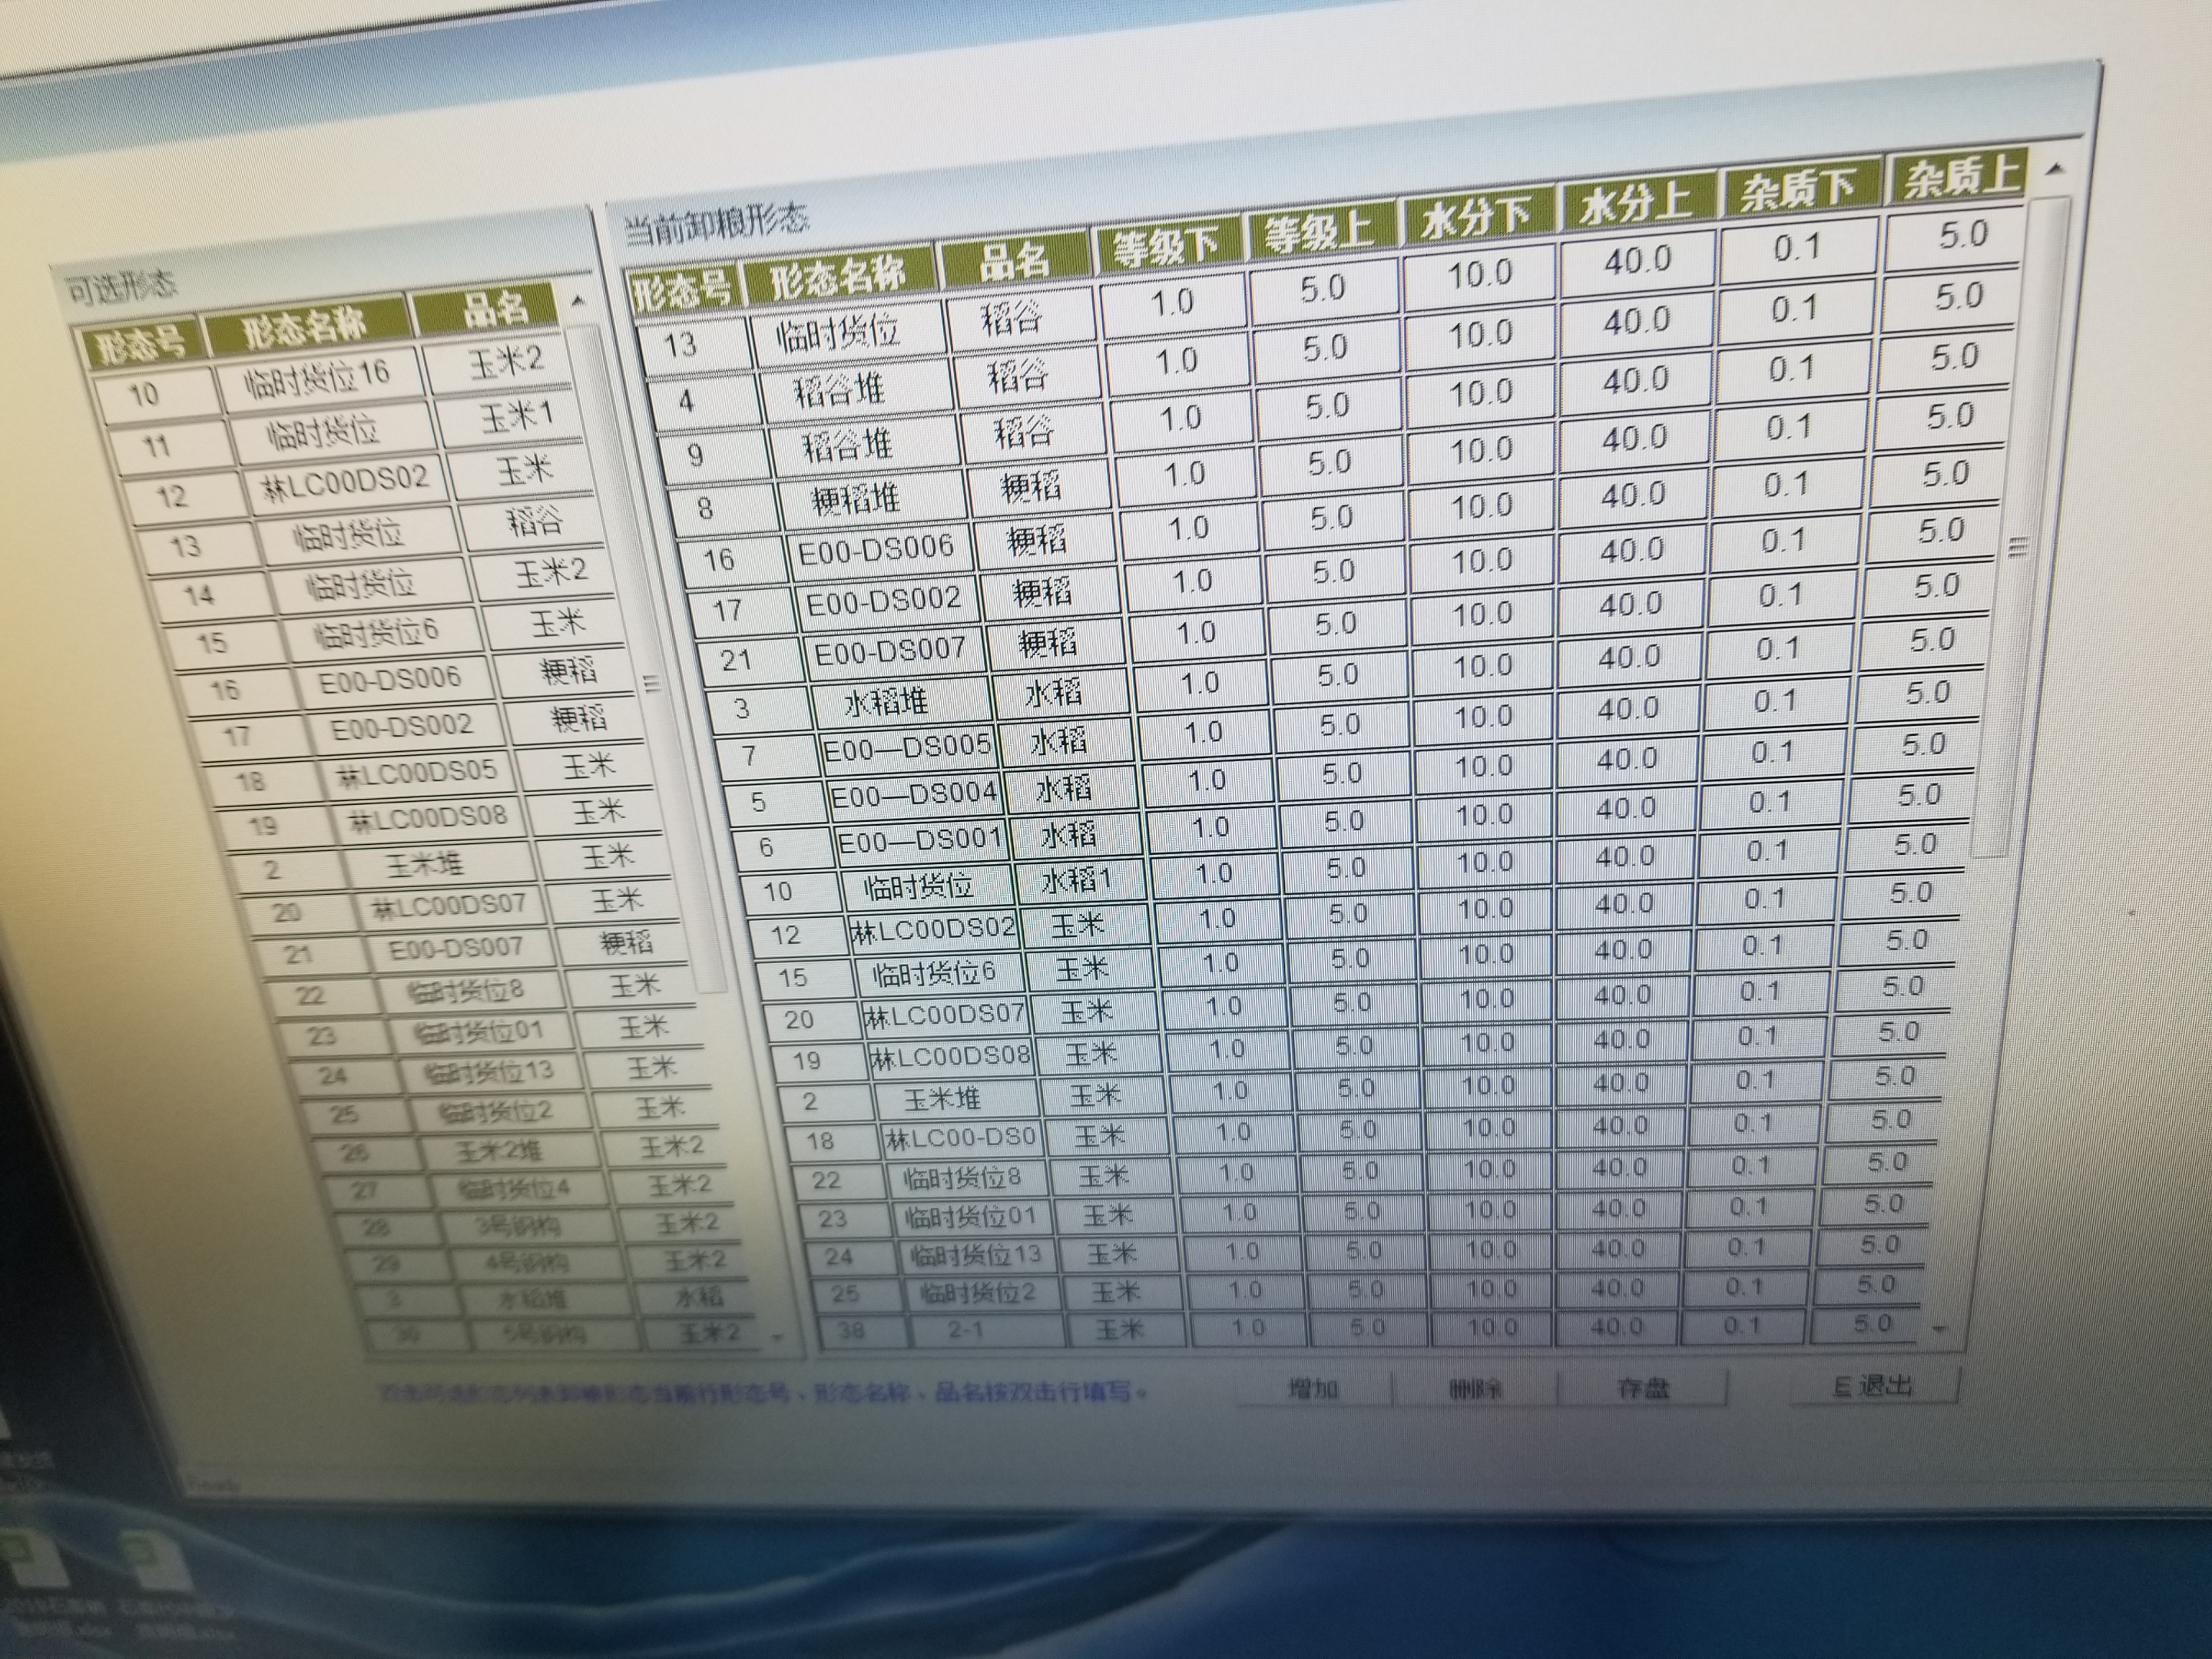 可选形态
形态号 形态名称 品名
10 临时货位16 玉米2
11 临时货位 玉米1
12 林LC00DS02 玉米
13 临时货位 稻谷
14 临时货位 玉米2
15 临时货位6 玉米
16 E00-DS006 粳稻
17 E00-DS002 粳稻
18 林LC00DS05 玉米
19 林LC00DS08 玉米
2 玉米堆 玉米
20 林LC00DS07 玉米
21 E00-DS007 粳稻
22 临时货位8 玉米
23 临时货位01 玉米
24 临时货位13 玉米
25 临时货位2 玉米
26 玉米2堆 玉米2
27 临时货位4 玉米2
28 3号钢构 玉米2
29 4号钢构 玉米2
3 水稻堆 水稻
30 5号钢构 玉米2
当前卸粮形态
形态号 形态名称 品名 等级下 等级上 水分下 水分上 杂质下 杂质上
13 临时货位 稻谷 1.0 5.0 10.0 40.0 0.1 5.0
4 稻谷堆 稻谷 1.0 5.0 10.0 40.0 0.1 5.0
9 稻谷堆 稻谷 1.0 5.0 10.0 40.0 0.1 5.0
8 粳稻堆 粳稻 1.0 5.0 10.0 40.0 0.1 5.0
16 E00-DS006 粳稻 1.0 5.0 10.0 40.0 0.1 5.0
17 E00-DS002 粳稻 1.0 5.0 10.0 40.0 0.1 5.0
21 E00-DS007 粳稻 1.0 5.0 10.0 40.0 0.1 5.0
3 水稻堆 水稻 1.0 5.0 10.0 40.0 0.1 5.0
7 E00—DS005 水稻 1.0 5.0 10.0 40.0 0.1 5.0
5 E00—DS004 水稻 1.0 5.0 10.0 40.0 0.1 5.0
6 E00—DS001 水稻 1.0 5.0 10.0 40.0 0.1 5.0
10 临时货位 水稻1 1.0 5.0 10.0 40.0 0.1 5.0
12 林LC00DS02 玉米 1.0 5.0 10.0 40.0 0.1 5.0
15 临时货位6 玉米 1.0 5.0 10.0 40.0 0.1 5.0
20 林LC00DS07 玉米 1.0 5.0 10.0 40.0 0.1 5.0
19 林LC00DS08 玉米 1.0 5.0 10.0 40.0 0.1 5.0
2 玉米堆 玉米 1.0 5.0 10.0 40.0 0.1 5.0
18 林LC00-DS0 玉米 1.0 5.0 10.0 40.0 0.1 5.0
22 临时货位8 玉米 1.0 5.0 10.0 40.0 0.1 5.0
23 临时货位01 玉米 1.0 5.0 10.0 40.0 0.1 5.0
24 临时货位13 玉米 1.0 5.0 10.0 40.0 0.1 5.0
25 临时货位2 玉米 1.0 5.0 10.0 40.0 0.1 5.0
38 2-1 玉米 1.0 5.0 10.0 40.0 0.1 5.0
当前行形态号、形态名称、品名按双击行填写。
增加 删除 存盘 E 退出